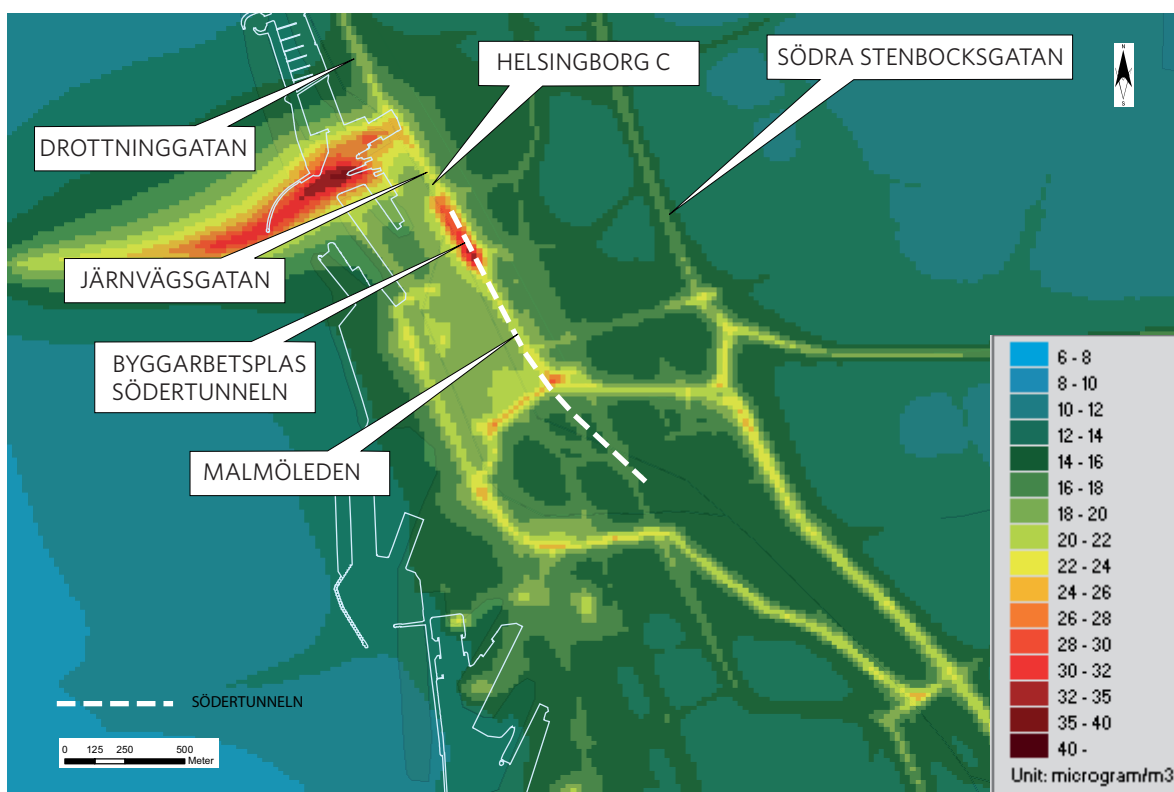 HELSINGBORG C
SÖDRA STENBOCKSGATAN
N
S
DROTTNINGGATAN
JÄRNVÄGSGATAN
BYGGARBETSPLAS
SÖDERTUNNELN
MALMÖLEDEN
SÖDERTUNNELN
0 125 250 500
Meter
6 - 8
8 - 10
10 - 12
12 - 14
14 - 16
16 - 18
18 - 20
20 - 22
22 - 24
24 - 26
26 - 28
28 - 30
30 - 32
32 - 35
35 - 40
40 -
Unit: microgram/m3